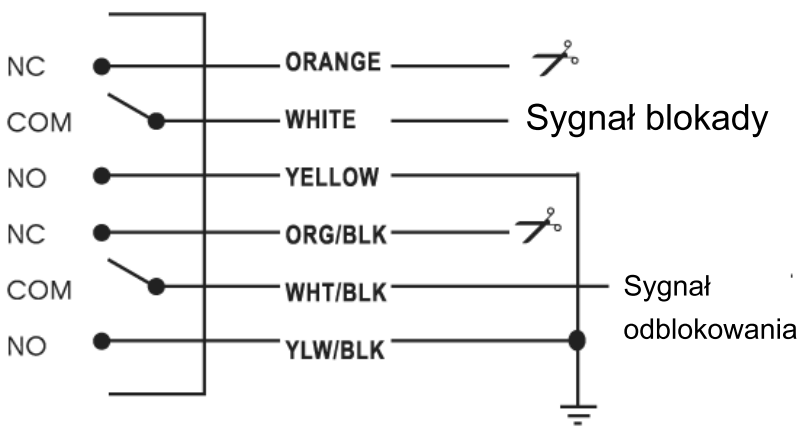 NC ORANGE
COM WHITE Sygnał blokady
NO YELLOW
NC ORG/BLK
COM WHT/BLK Sygnał
odblokowania
NO YLW/BLK